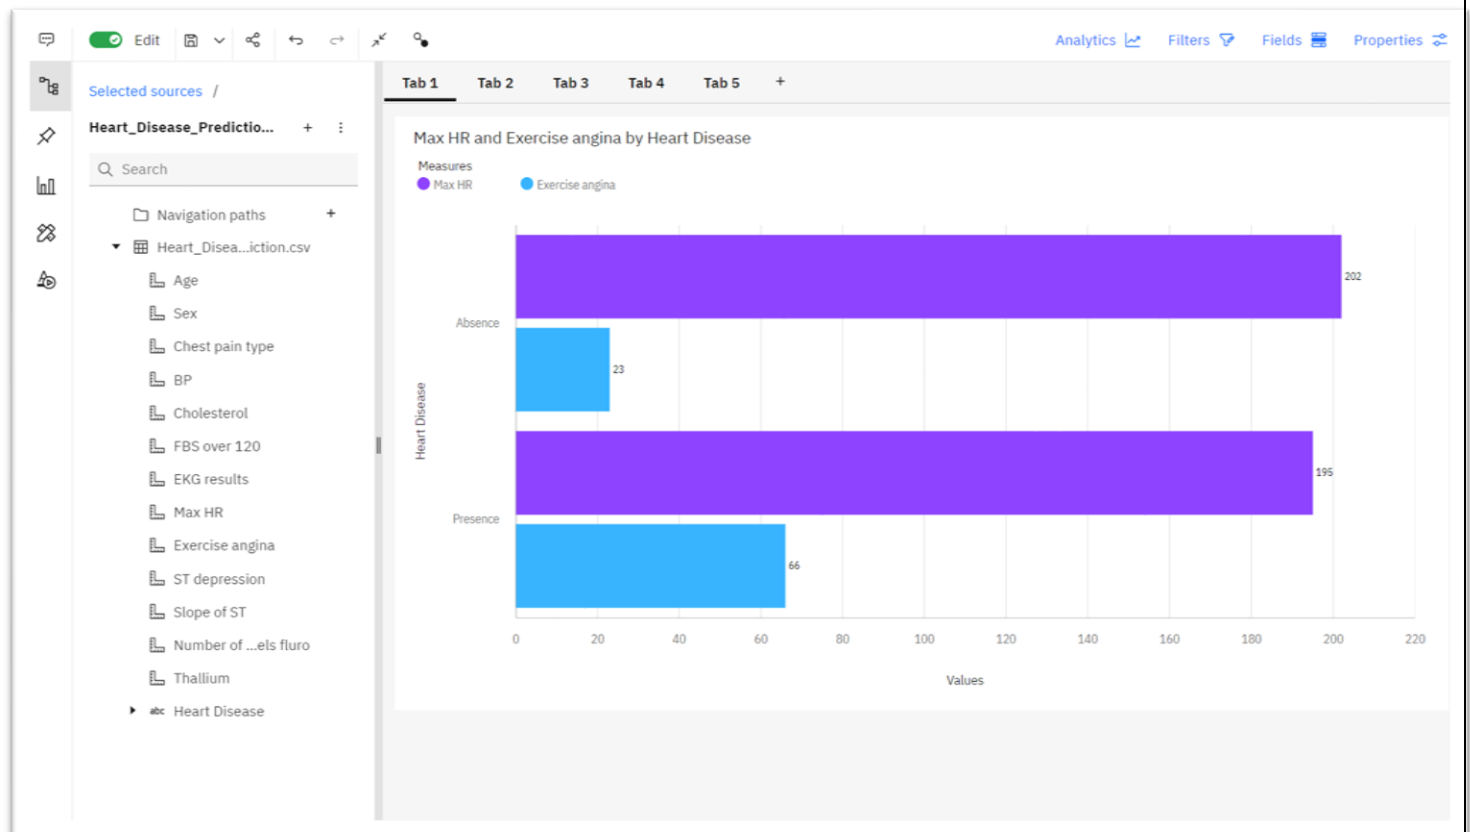 Edit
Analytics
Filters
Fields
Properties
Selected sources /
Heart_Disease_Predictio...
Search
Navigation paths
Heart_Disea...iction.csv
Age
Sex
Chest pain type
BP
Cholesterol
FBS over 120
EKG results
Max HR
Exercise angina
ST depression
Slope of ST
Number of ...els fluro
Thallium
abc Heart Disease
Tab 1 Tab 2 Tab 3 Tab 4 Tab 5 +
Max HR and Exercise angina by Heart Disease
Measures
Max HR Exercise angina
Heart Disease
Absence
202
23
Presence
195
66
0 20 40 60 80 100 120 140 160 180 200 220
Values